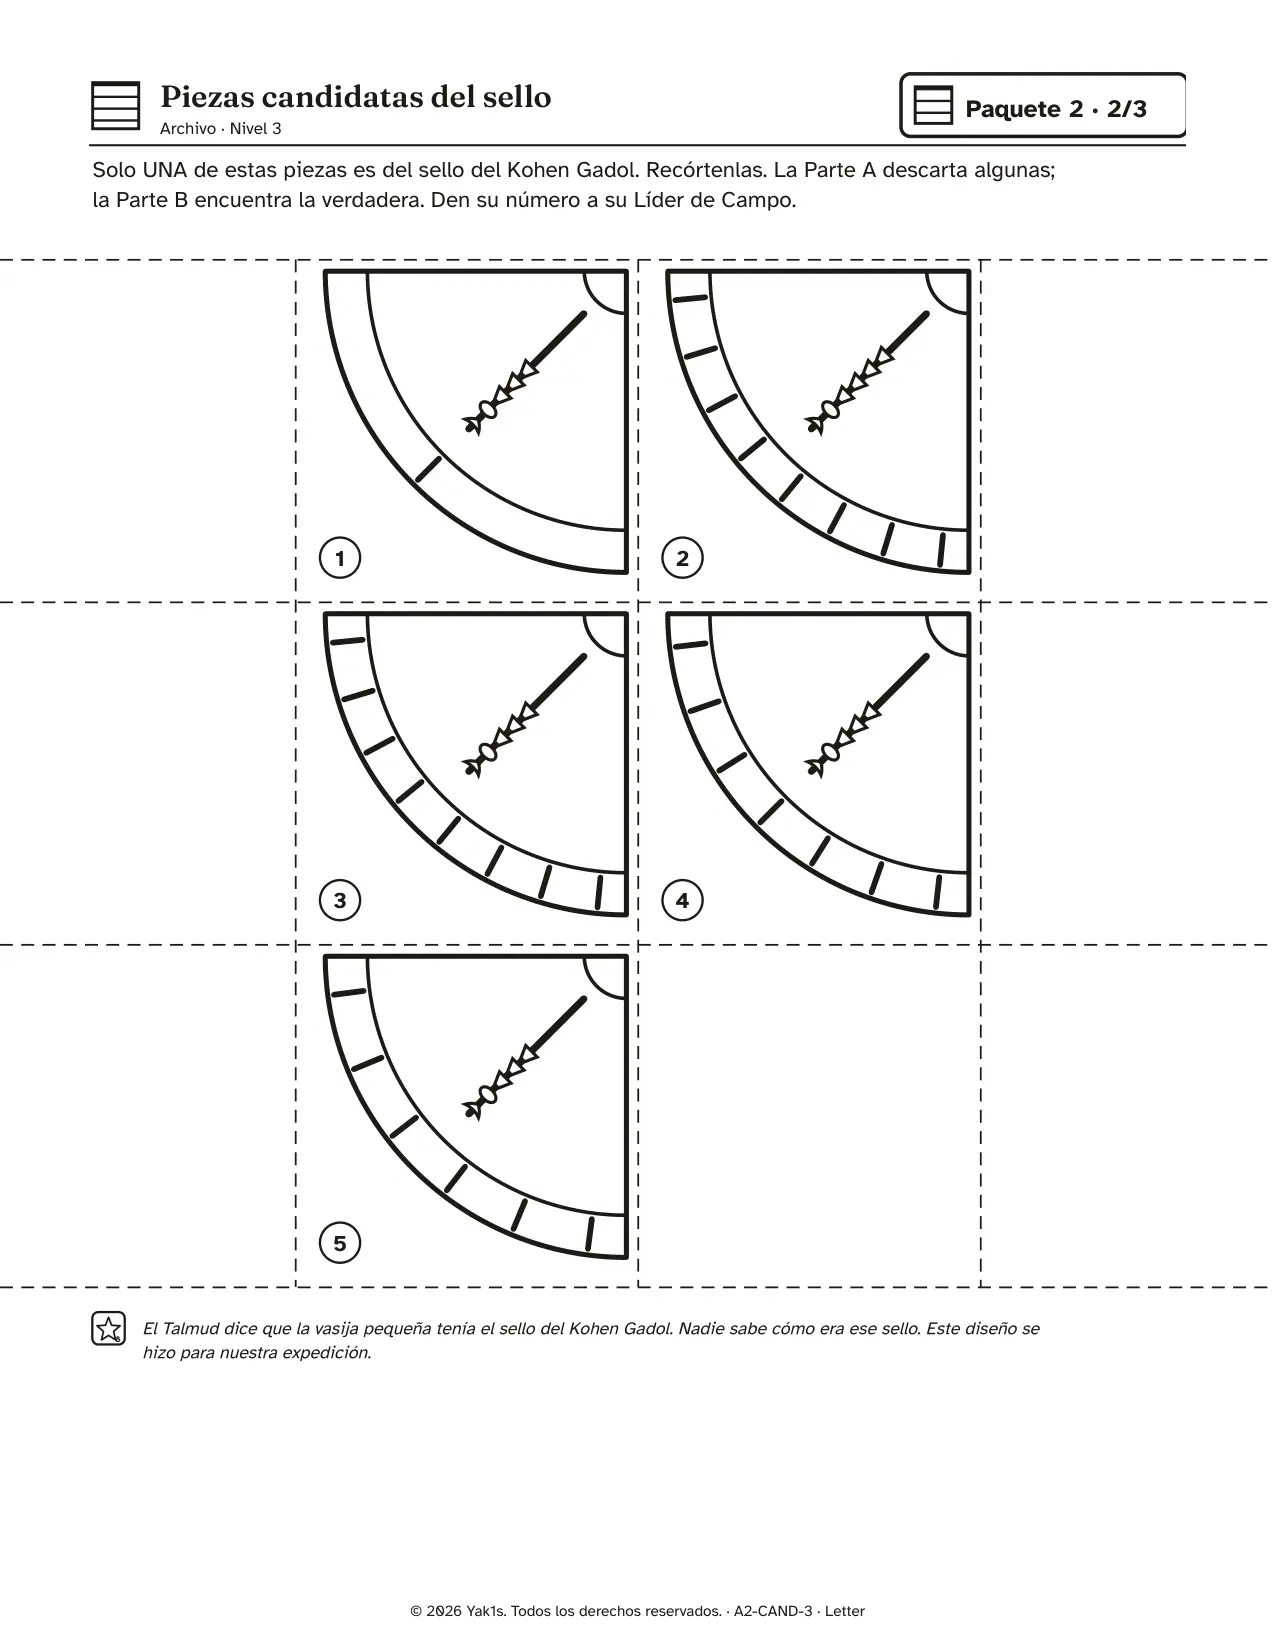 Piezas candidatas del sello
Archivo · Nivel 3
Paquete 2 · 2/3
Solo UNA de estas piezas es del sello del Kohen Gadol. Recórtenlas. La Parte A descarta algunas;
la Parte B encuentra la verdadera. Den su número a su Líder de Campo.
1
2
3
4
5
El Talmud dice que la vasija pequeña tenía el sello del Kohen Gadol. Nadie sabe cómo era ese sello. Este diseño se
hizo para nuestra expedición.
© 2026 Yak1s. Todos los derechos reservados. · A2-CAND-3 · Letter